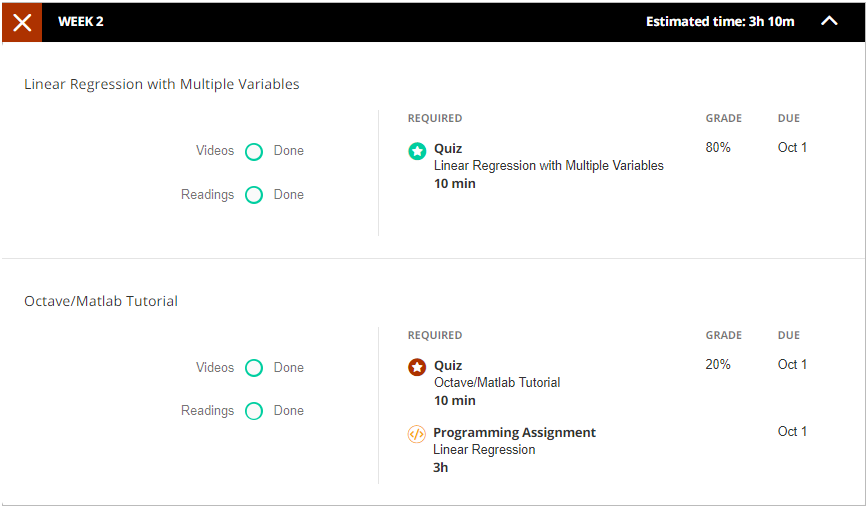 WEEK 2 Estimated time: 3h 10m
Linear Regression with Multiple Variables
REQUIRED GRADE DUE
Videos Done
Quiz 80% Oct 1
Linear Regression with Multiple Variables
10 min
Readings Done
Octave/Matlab Tutorial
REQUIRED GRADE DUE
Videos Done
Quiz 20% Oct 1
Octave/Matlab Tutorial
10 min
Readings Done
Programming Assignment Oct 1
Linear Regression
3h